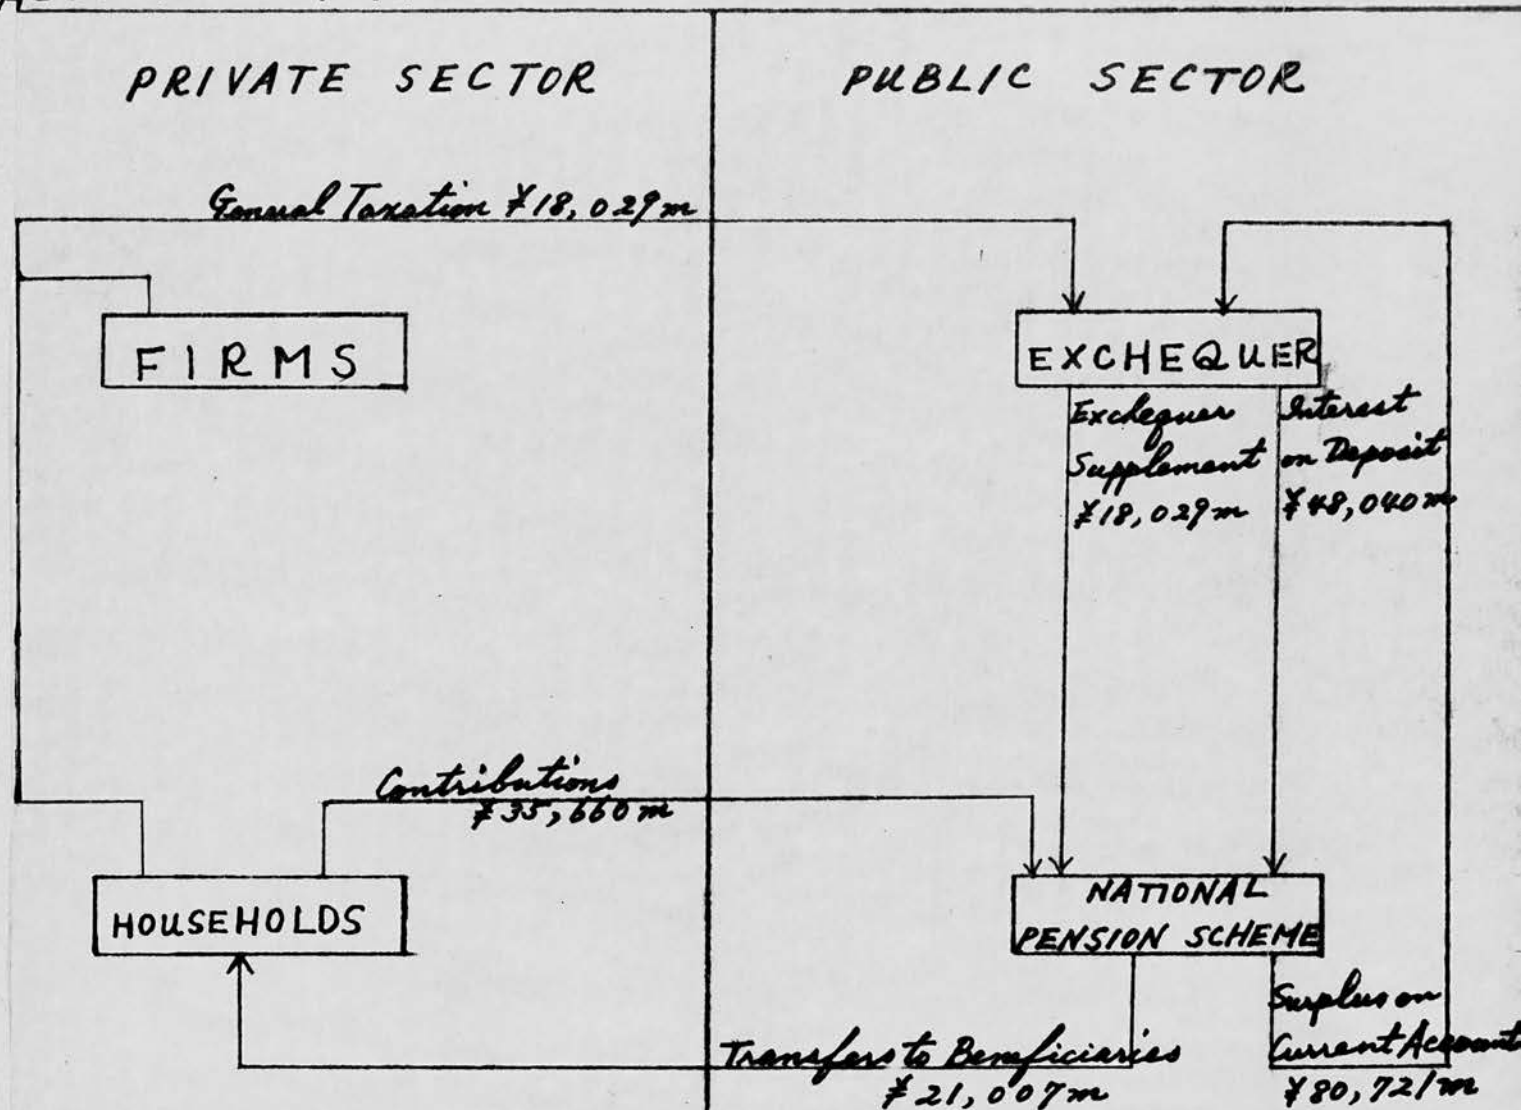 PRIVATE SECTOR
PUBLIC SECTOR
General Taxation ¥18,029m
FIRMS
EXCHEQUER
Exchequer
Supplement
¥18,029m
Interest
on Deposit
¥48,040m
Contributions
¥35,660m
HOUSEHOLDS
NATIONAL
PENSION SCHEME
Transfers to Beneficiaries
¥21,007m
Surplus on
Current Account
¥80,721m